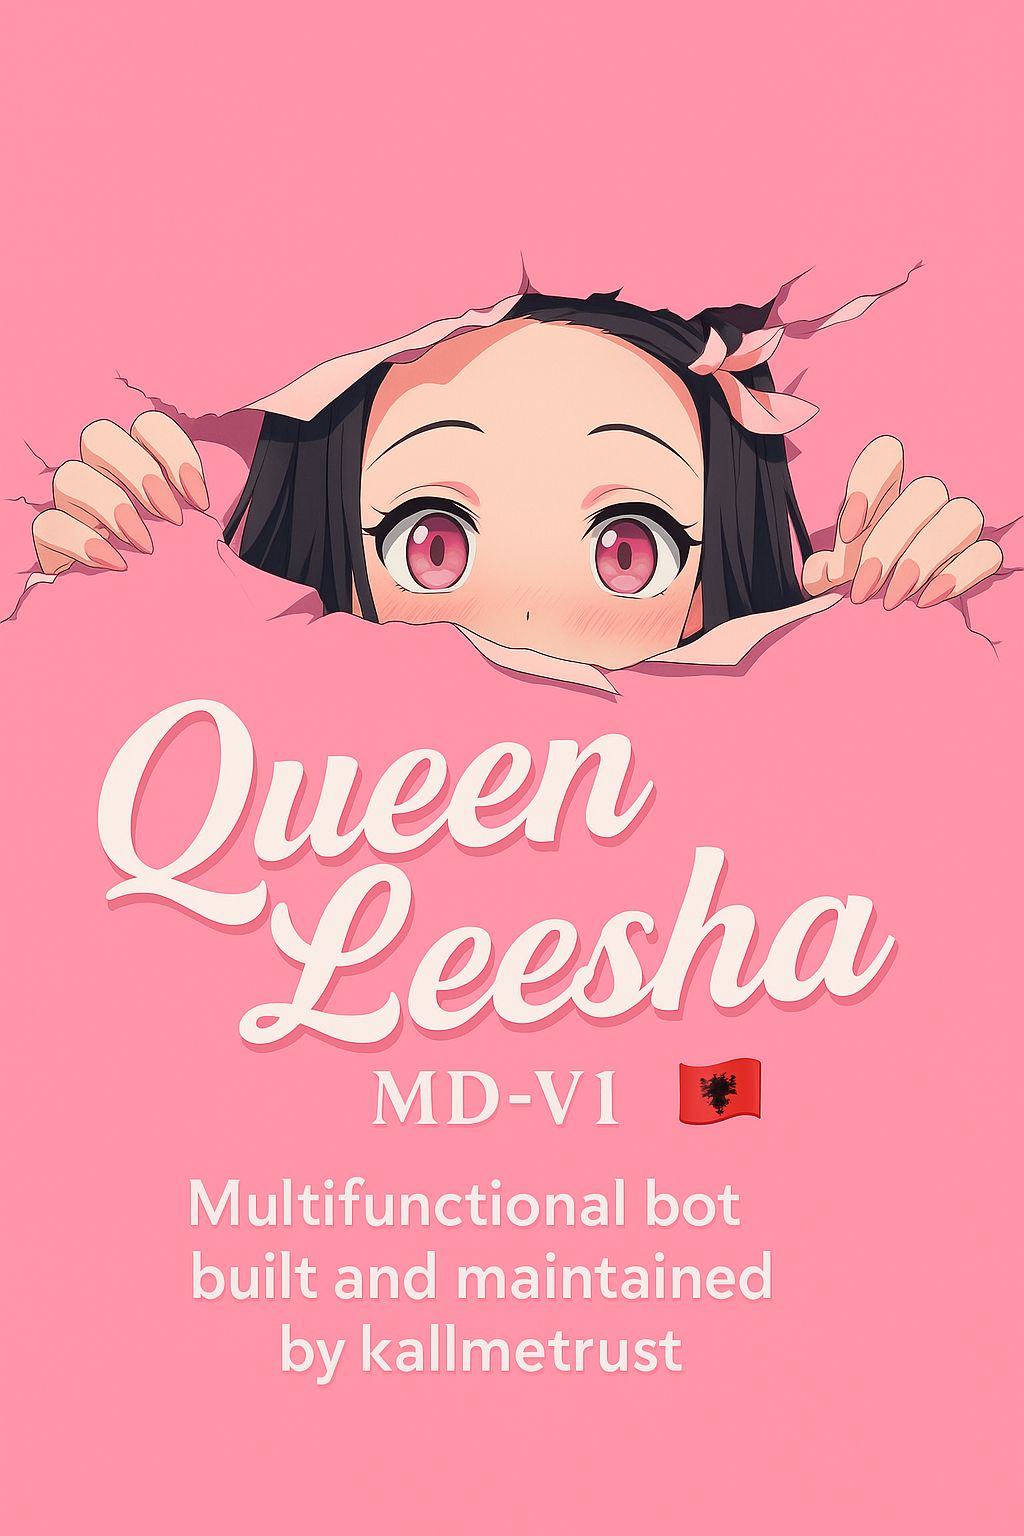 Queen
Leesha
MD-V1 🇦🇱
Multifunctional bot
built and maintained
by kallmetrust